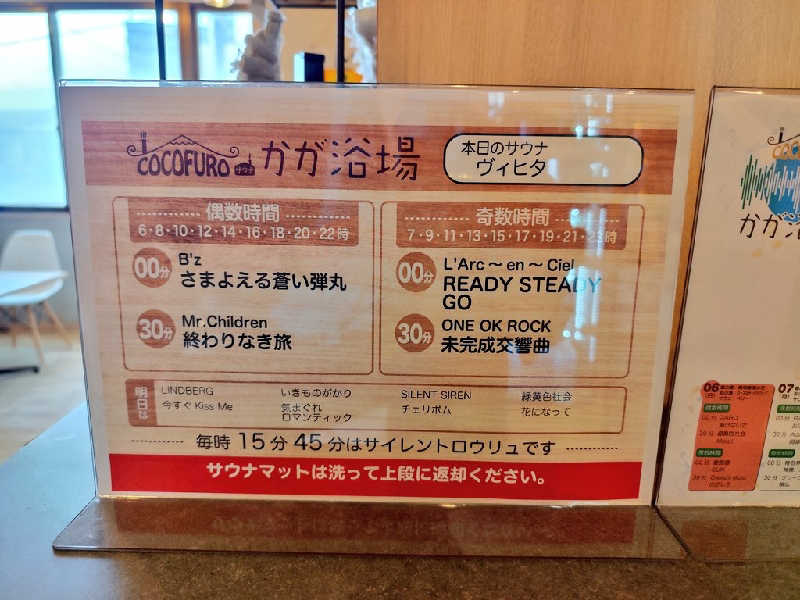 COCOFURO かが浴場
本日のサウナ
ヴィヒタ
偶数時間
6・8・10・12・14・16・18・20・22時
00分 B'z
さまよえる蒼い弾丸
30分 Mr.Children
終わりなき旅
奇数時間
7・9・11・13・15・17・19・21・23時
00分 L'Arc～en～Ciel
READY STEADY
GO
30分 ONE OK ROCK
未完成交響曲
明日は
LINDBERG
今すぐ Kiss Me
いきものがかり
気まぐれ
ロマンティック
SILENT SIREN
チェリボム
緑黄色社会
花になって
毎時 15分 45分はサイレントロウリュです
サウナマットは洗って上段に返却ください。
かが
06
07